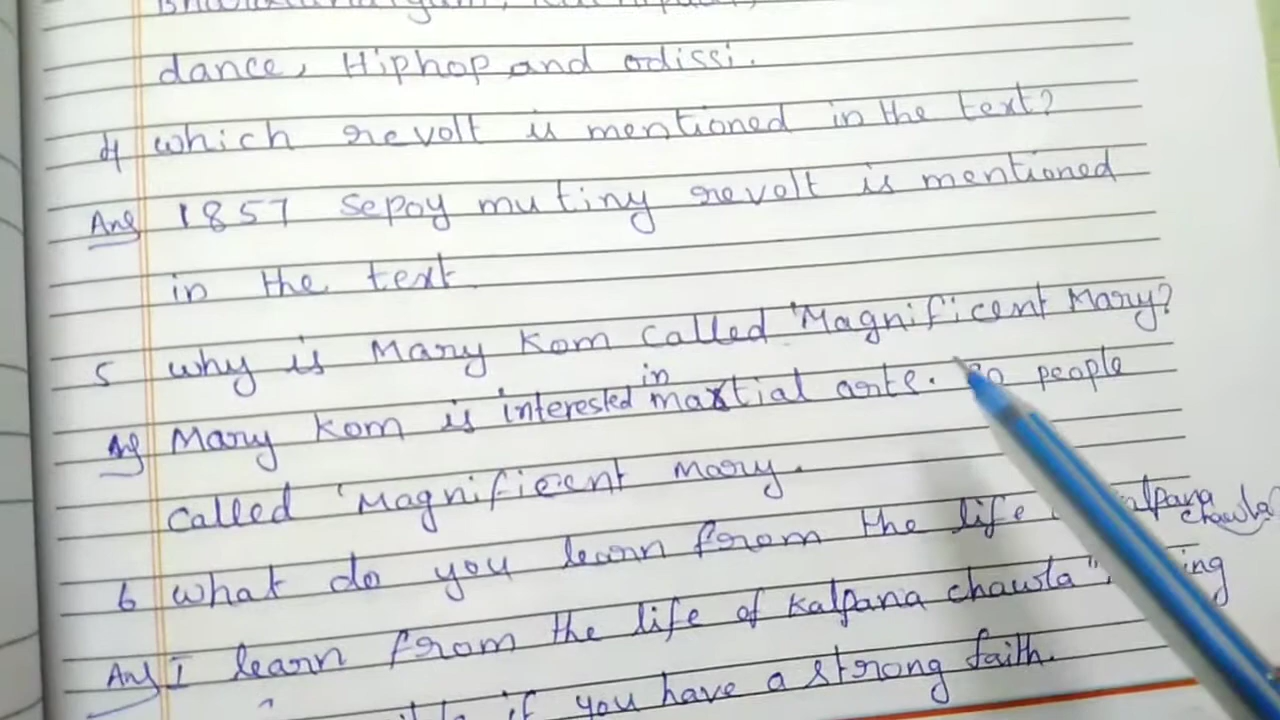 dance, Hiphop and odissi.
4 which revolt is mentioned in the text?
Ans 1857 sepoy mutiny revolt is mentioned
in the text
5 why is Mary Kom called 'Magnificent Mary?
in
Ans Mary Kom is interested martial arts. So people
called 'Magnificent Mary.
6 what do you learn from the life
chawla?
Ans I learn from the life of Kalpana chawla"
if you have a strong faith.